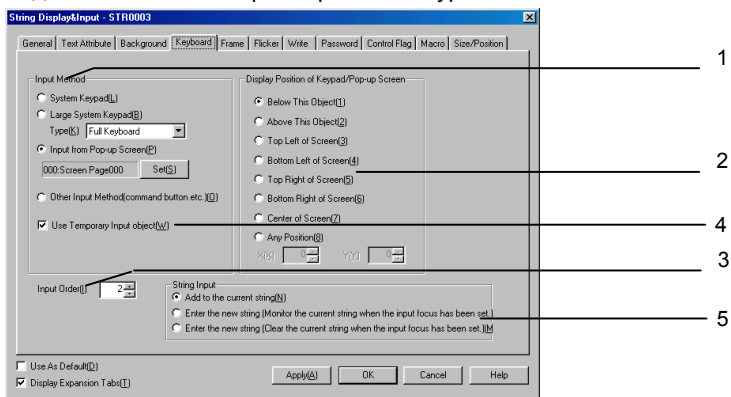 String Display&Input - STR0003
General Text Attribute Background Keyboard Frame Flicker Write Password Control Flag Macro Size/Position
Input Method
System Keypad(L)
Large System Keypad(B)
Type(K) Full Keyboard
Input from Pop-up Screen(P)
000:Screen Page000 Set(S)
Other Input Method(command button etc.)(O)
Use Temporary Input object(W)
Display Position of Keypad/Pop-up Screen
Below This Object(1)
Above This Object(2)
Top Left of Screen(3)
Bottom Left of Screen(4)
Top Right of Screen(5)
Bottom Right of Screen(6)
Center of Screen(7)
Any Position(8)
X(X) 0 Y(Y) 0
Input Order(I) 2
String Input
Add to the current string(N)
Enter the new string (Monitor the current string when the input focus has been set.)
Enter the new string (Clear the current string when the input focus has been set.)(M
Use As Default(D)
Display Expansion Tabs(T)
Apply(A) OK Cancel Help
1
2
4
3
5